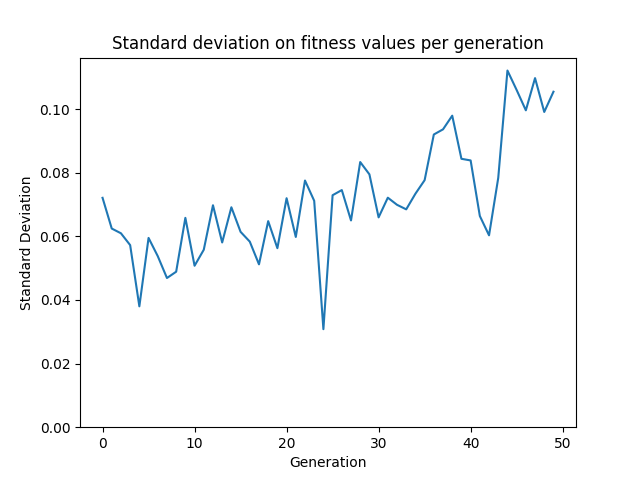 Standard deviation on fitness values per generation
0.10
0.08
0.06
0.04
0.02
0.00
Standard Deviation
0 10 20 30 40 50
Generation